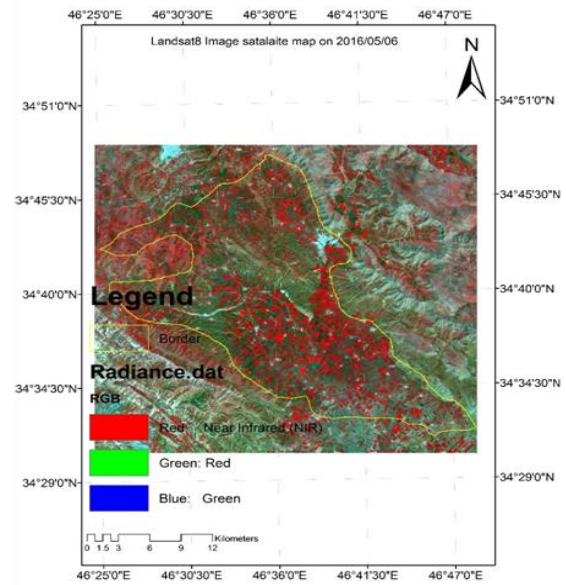 46°25'0"E 46°30'30"E 46°36'0"E 46°41'30"E 46°47'0"E
Landsat8 Image satalaite map on 2016/05/06
N
34°51'0"N 34°51'0"N
34°45'30"N 34°45'30"N
34°40'0"N 34°40'0"N
Legend
Border
34°34'30"N 34°34'30"N
Radiance.dat
RGB
Red Near Infrared (NIR)
Green: Red
34°29'0"N 34°29'0"N
Blue: Green
Kilometers
0 1.5 3 6 9 12
46°25'0"E 46°30'30"E 46°36'0"E 46°41'30"E 46°47'0"E